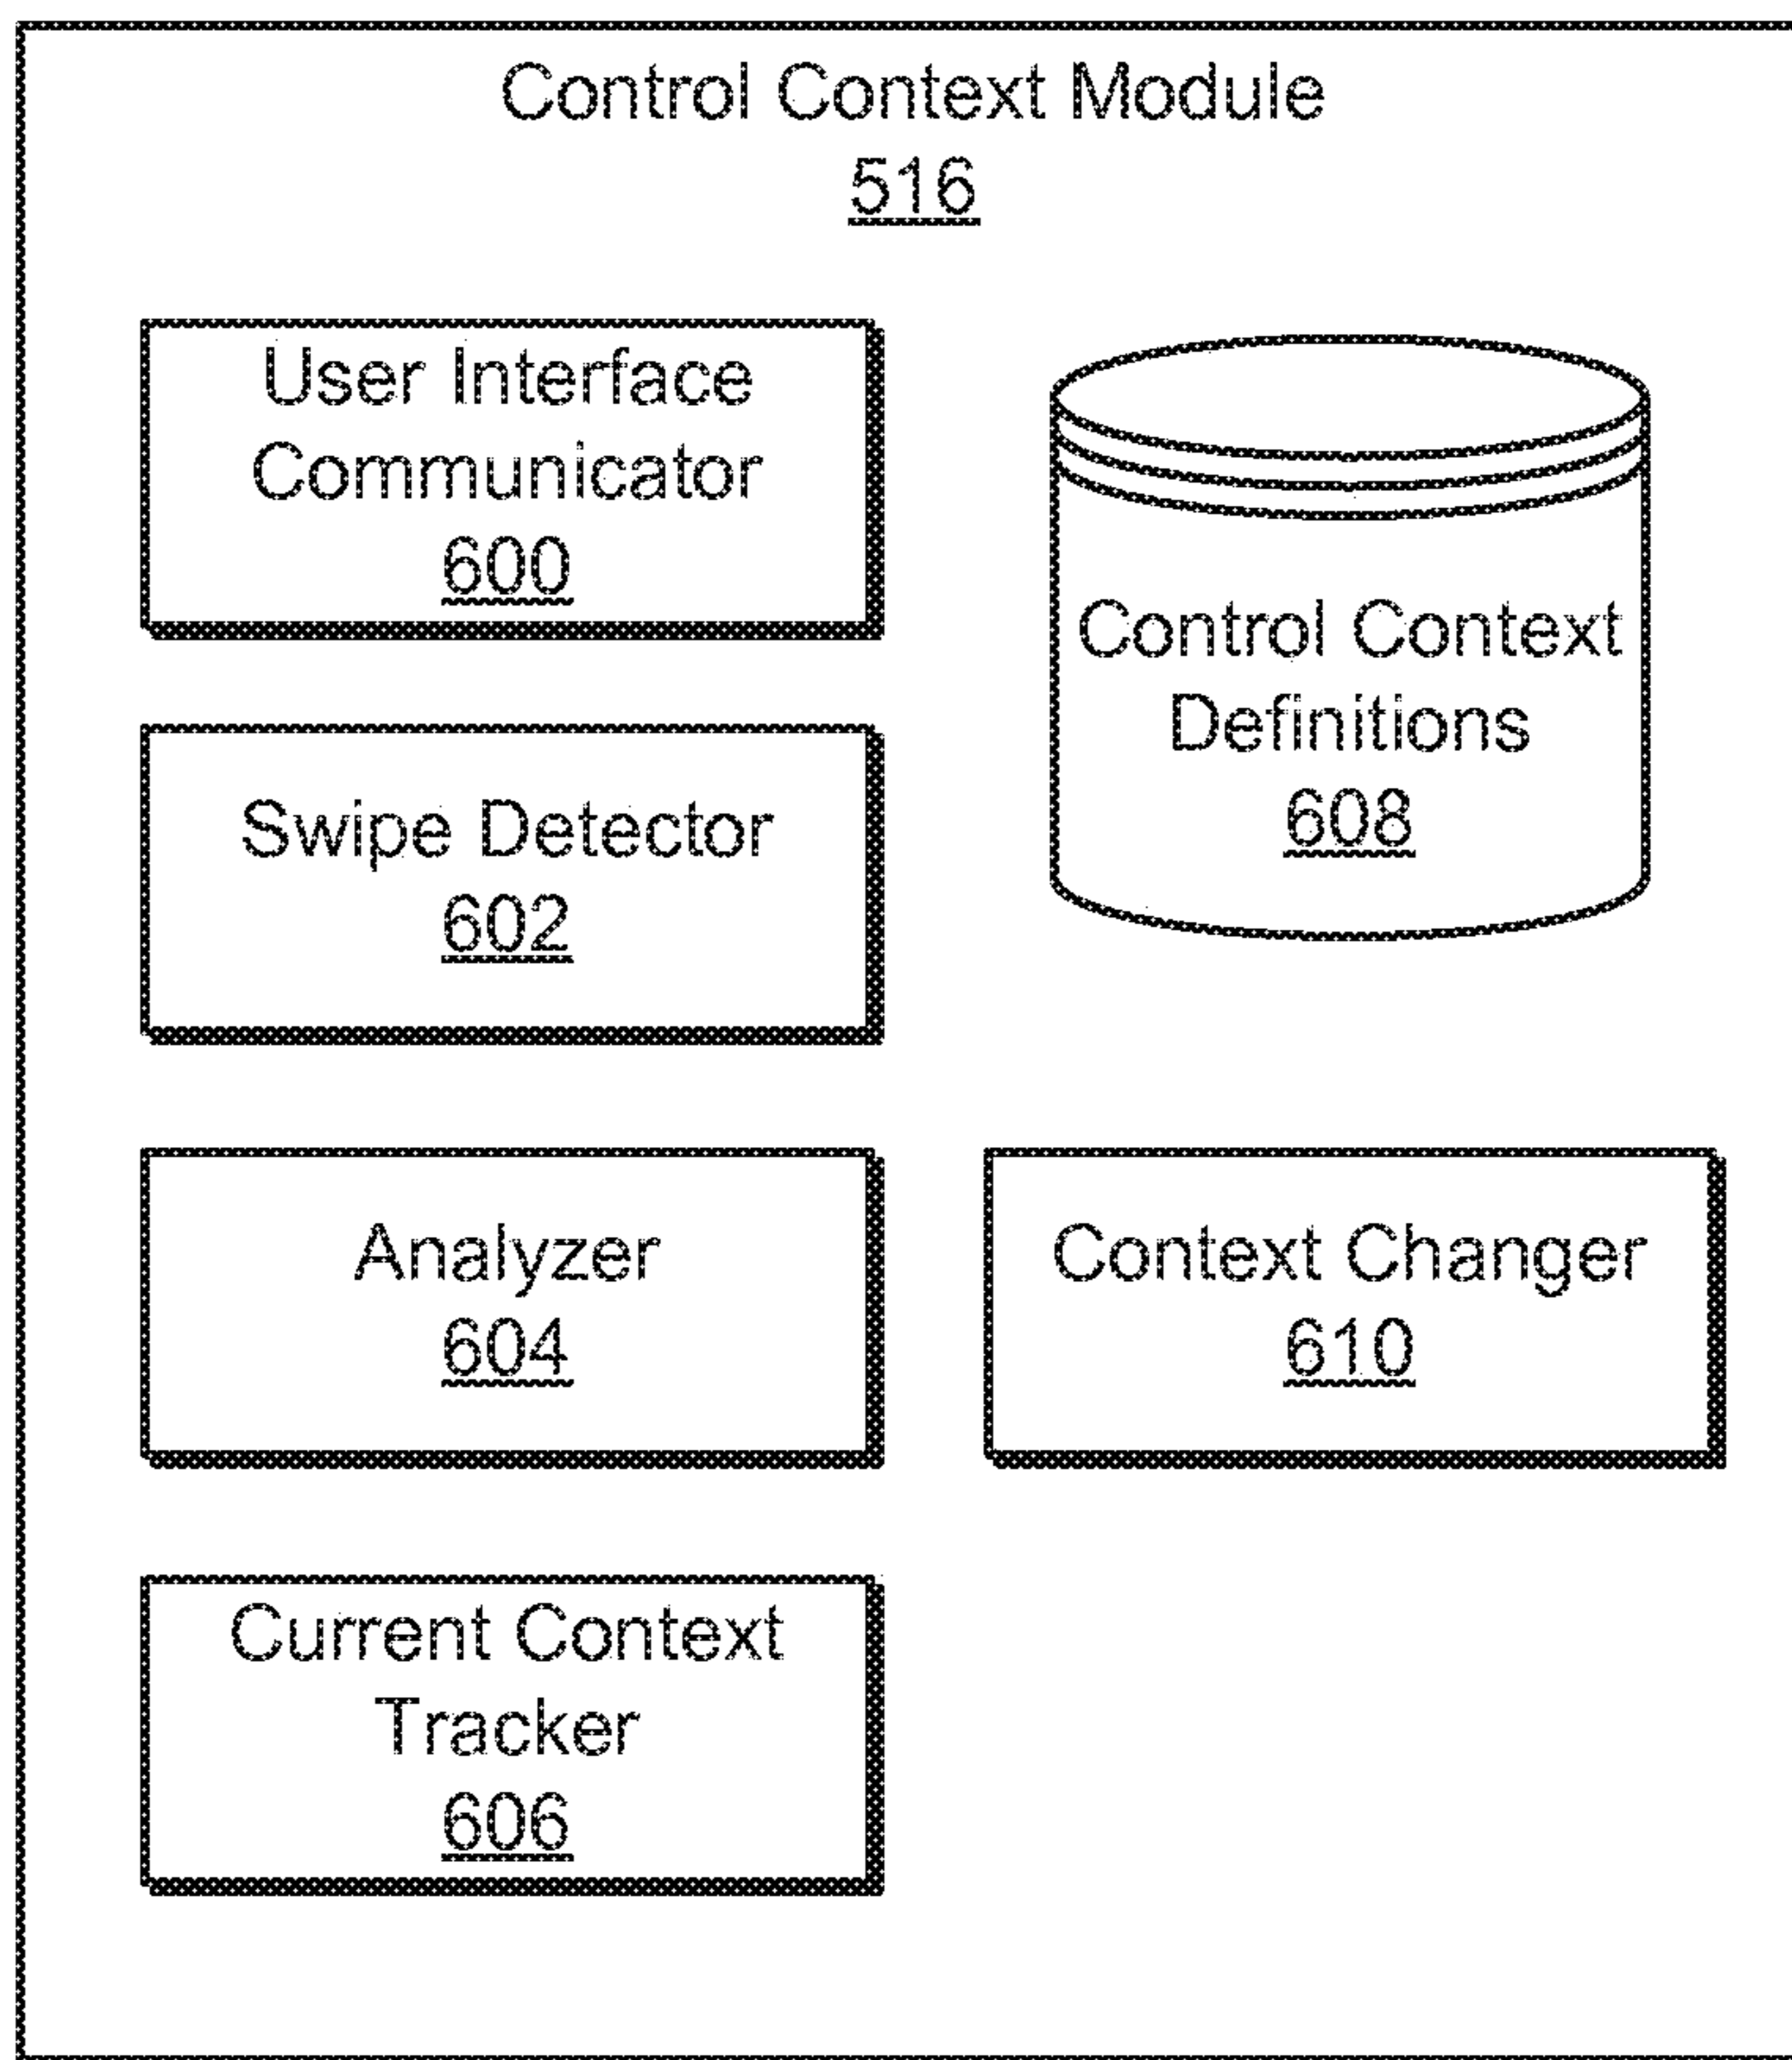 Control Context Module
516
User Interface
Communicator
600
Control Context
Definitions
608
Swipe Detector
602
Analyzer
604
Context Changer
610
Current Context
Tracker
606